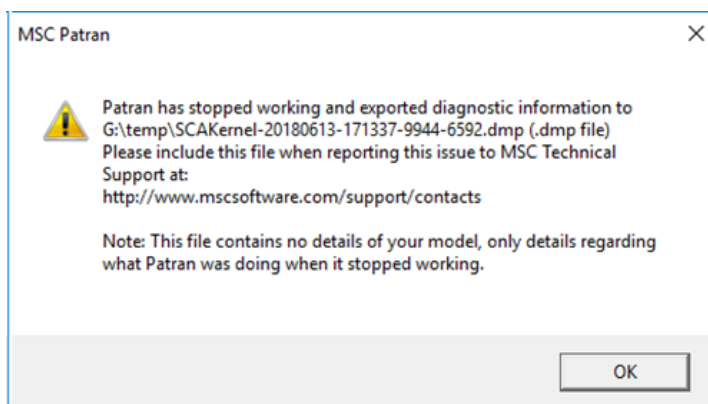 MSC Patran
Patran has stopped working and exported diagnostic information to
G:\temp\SCAKernel-20180613-171337-9944-6592.dmp (.dmp file)
Please include this file when reporting this issue to MSC Technical
Support at:
http://www.mscsoftware.com/support/contacts
Note: This file contains no details of your model, only details regarding
what Patran was doing when it stopped working.
OK